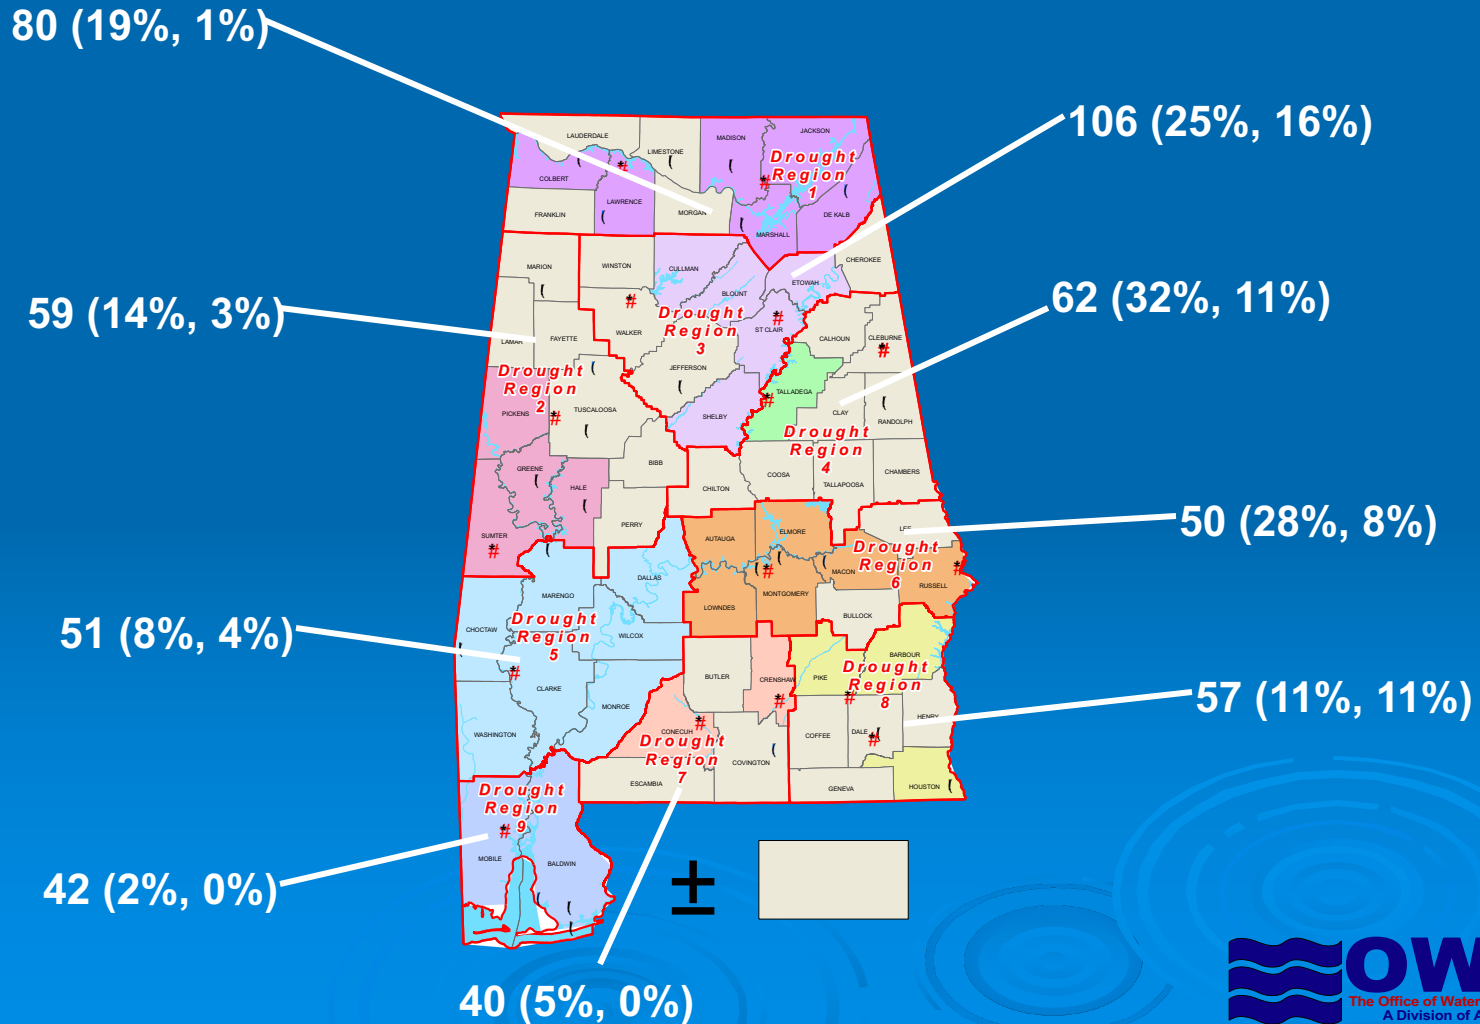 80 (19%, 1%)
106 (25%, 16%)
59 (14%, 3%)
62 (32%, 11%)
50 (28%, 8%)
51 (8%, 4%)
57 (11%, 11%)
42 (2%, 0%)
40 (5%, 0%)
LAUDERDALE
LIMESTONE
MADISON
JACKSON
COLBERT
LAWRENCE
FRANKLIN
MORGAN
MARSHALL
DE KALB
Drought
Region
1
MARION
WINSTON
CULLMAN
BLOUNT
ETOWAH
CHEROKEE
LAMAR
FAYETTE
WALKER
Drought
Region
3
ST CLAIR
CALHOUN
CLEBURNE
JEFFERSON
Drought
Region
2
PICKENS
TUSCALOOSA
SHELBY
TALLADEGA
CLAY
RANDOLPH
Drought
Region
4
GREENE
HALE
BIBB
CHILTON
COOSA
TALLAPOOSA
CHAMBERS
SUMTER
PERRY
AUTAUGA
ELMORE
LEE
Drought
Region
6
MACON
RUSSELL
DALLAS
MARENGO
LOWNDES
MONTGOMERY
BULLOCK
CHOCTAW
Drought
Region
5
WILCOX
CLARKE
MONROE
WASHINGTON
BUTLER
CRENSHAW
PIKE
BARBOUR
Drought
Region
8
CONECUH
Drought
Region
7
COVINGTON
ESCAMBIA
COFFEE
DALE
HENRY
GENEVA
HOUSTON
Drought
Region
9
MOBILE
BALDWIN
±
OW
The Office of Water
A Division of A